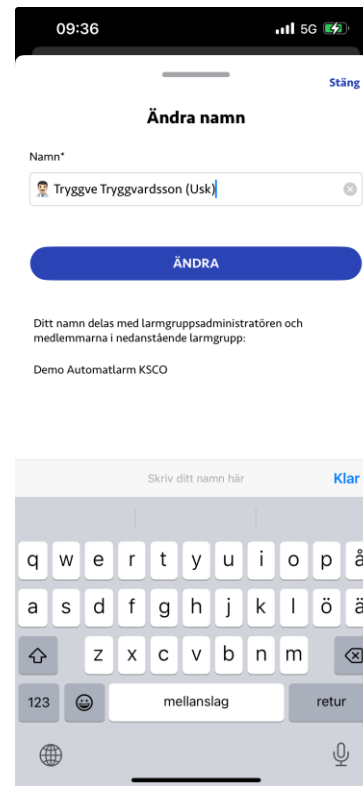 09:36 5G
Stäng
Ändra namn
Namn*
👨🏻‍⚕️ Tryggve Tryggvardsson (Usk)
ÄNDRA
Ditt namn delas med larmgruppsadministratören och
medlemmarna i nedanstående larmgrupp:
Demo Automatlarm KSCO
Skriv ditt namn här Klar
q w e r t y u i o p å
a s d f g h j k l ö ä
z x c v b n m
123 mellanslag retur